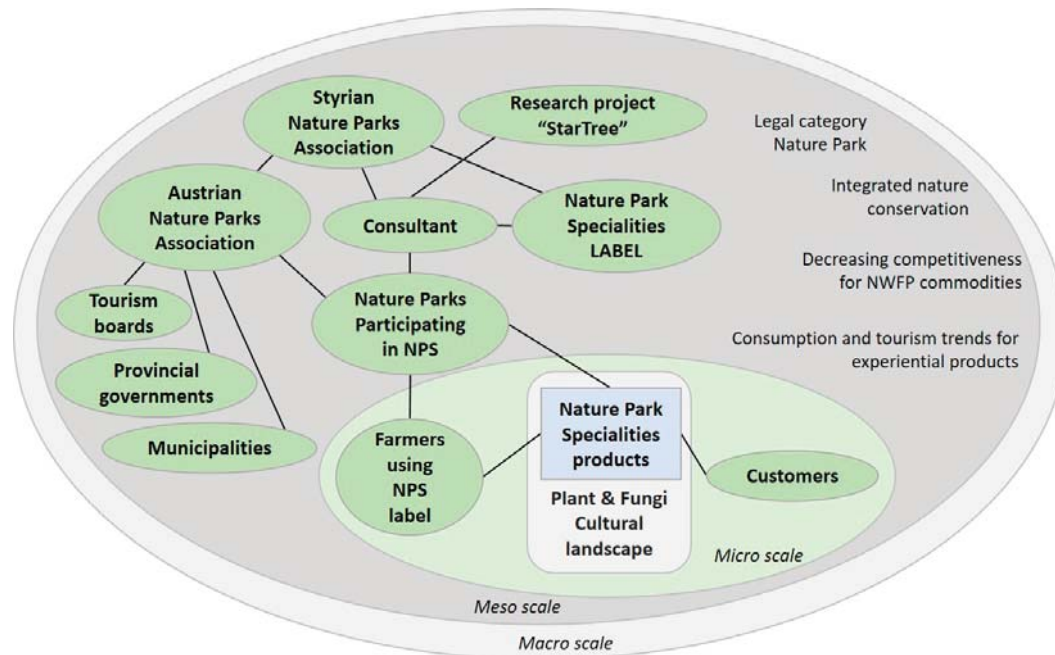 Styrian
Nature Parks
Association
Research project
“StarTree”
Legal category
Nature Park
Austrian
Nature Parks
Association
Consultant
Nature Park
Specialities
LABEL
Integrated nature
conservation
Decreasing competitiveness
for NWFP commodities
Tourism
boards
Nature Parks
Participating
in NPS
Consumption and tourism trends for
experiential products
Provincial
governments
Municipalities
Farmers
using
NPS
label
Nature Park
Specialities
products
Customers
Plant & Fungi
Cultural
landscape
Micro scale
Meso scale
Macro scale